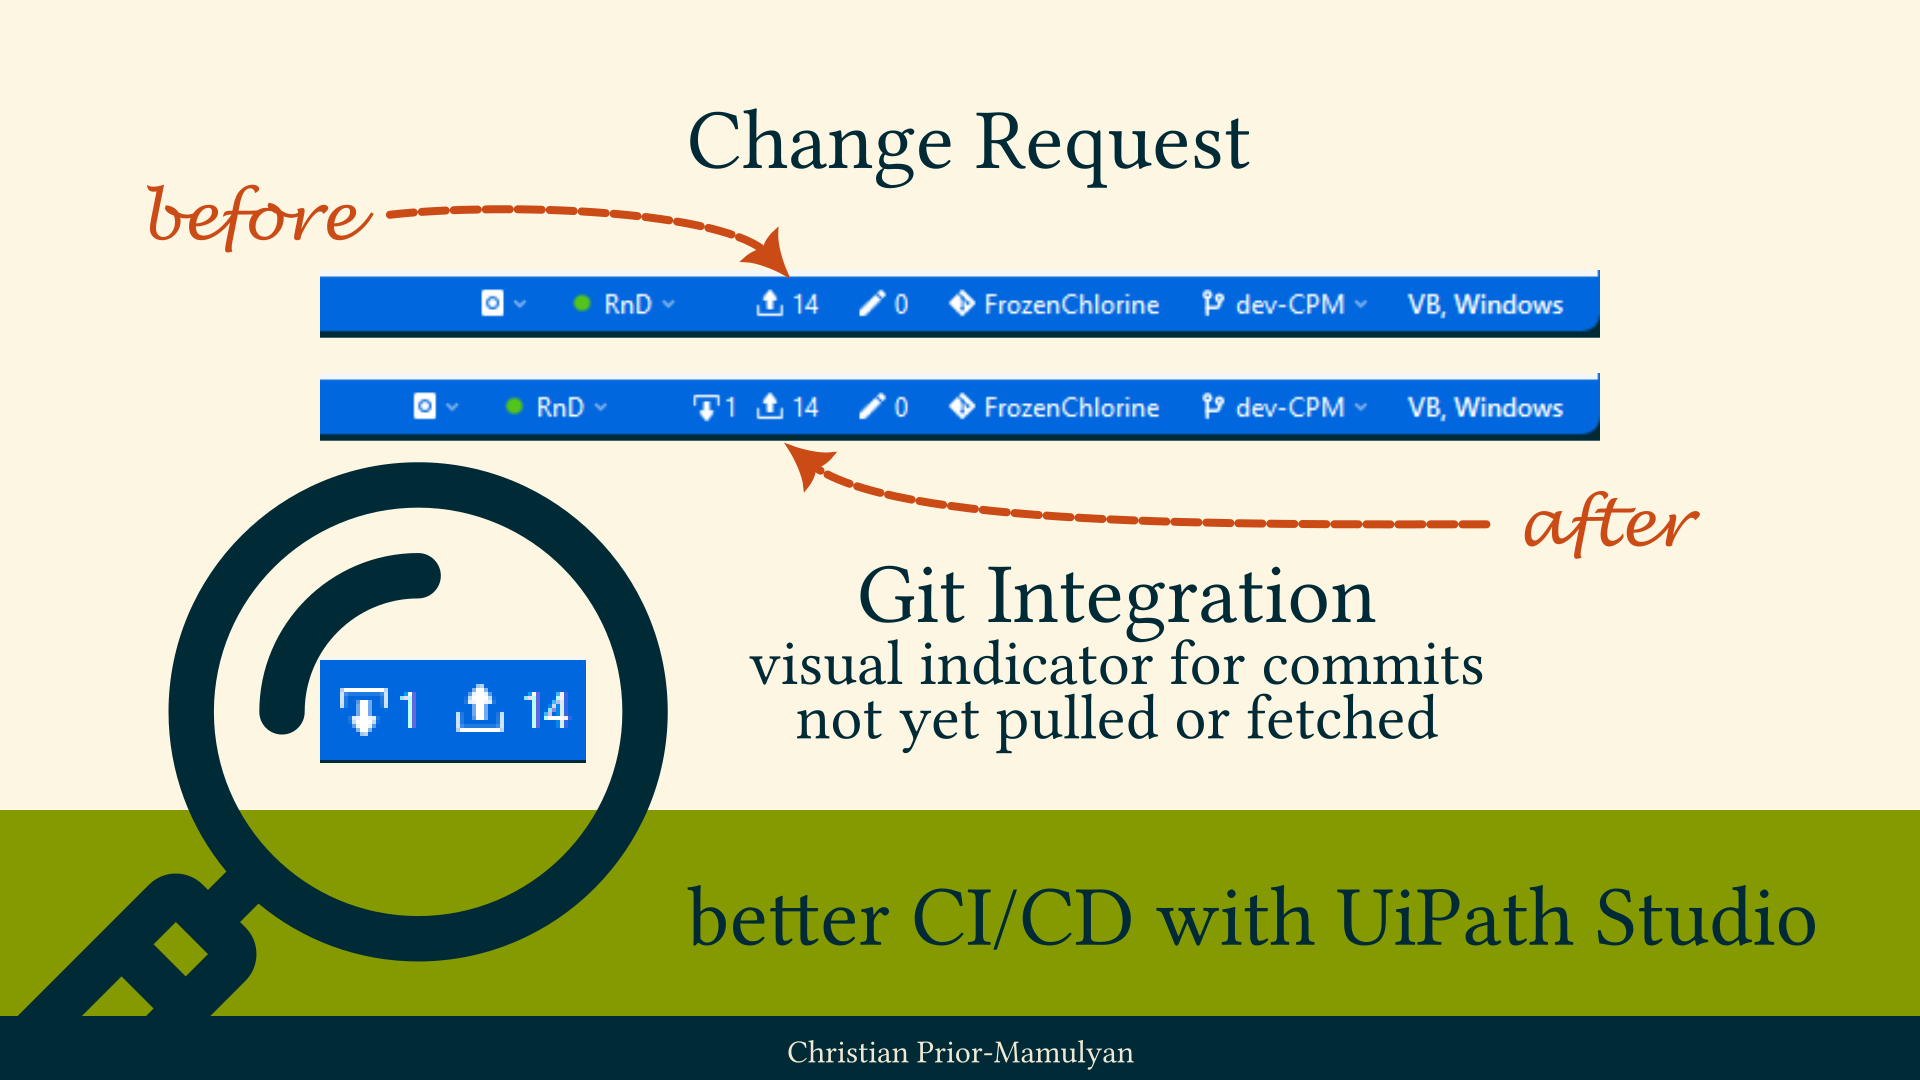 Change Request
before
RnD 14 0 FrozenChlorine dev-CPM VB, Windows
RnD 1 14 0 FrozenChlorine dev-CPM VB, Windows
after
Git Integration
visual indicator for commits
not yet pulled or fetched
1 14
better CI/CD with UiPath Studio
Christian Prior-Mamulyan